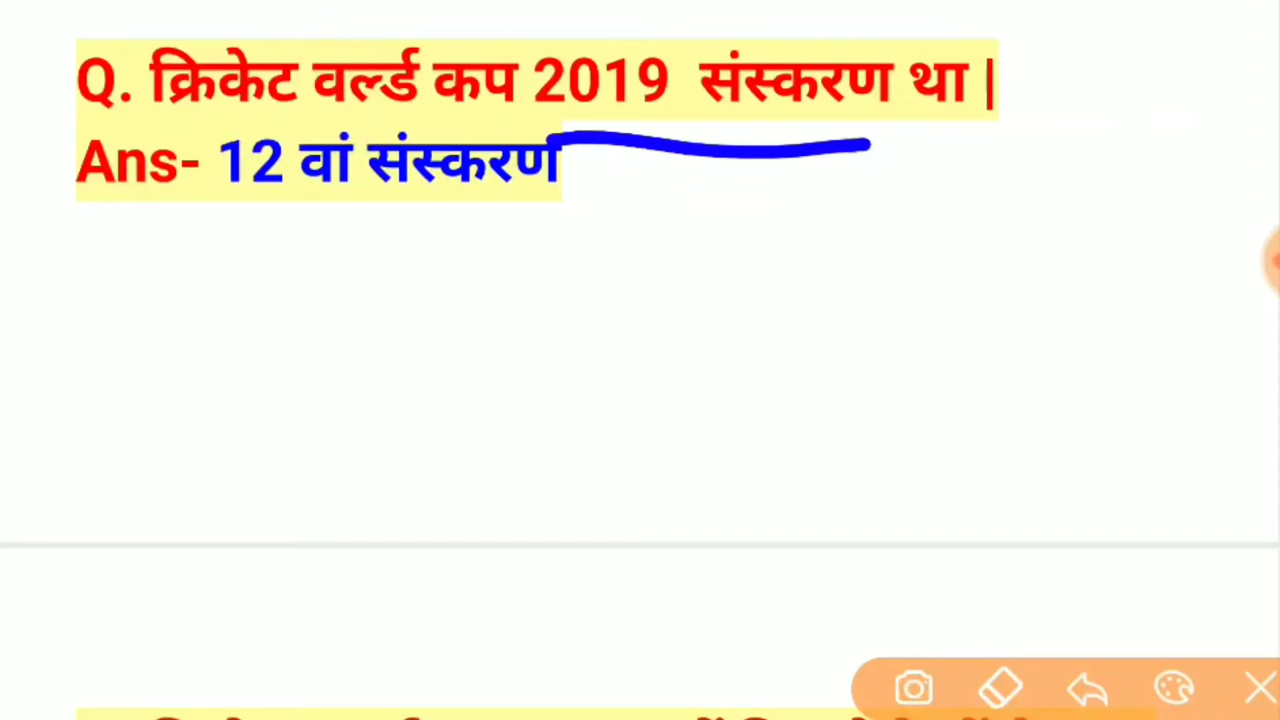 Q. क्रिकेट वर्ल्ड कप 2019 संस्करण था |
Ans- 12 वां संस्करण